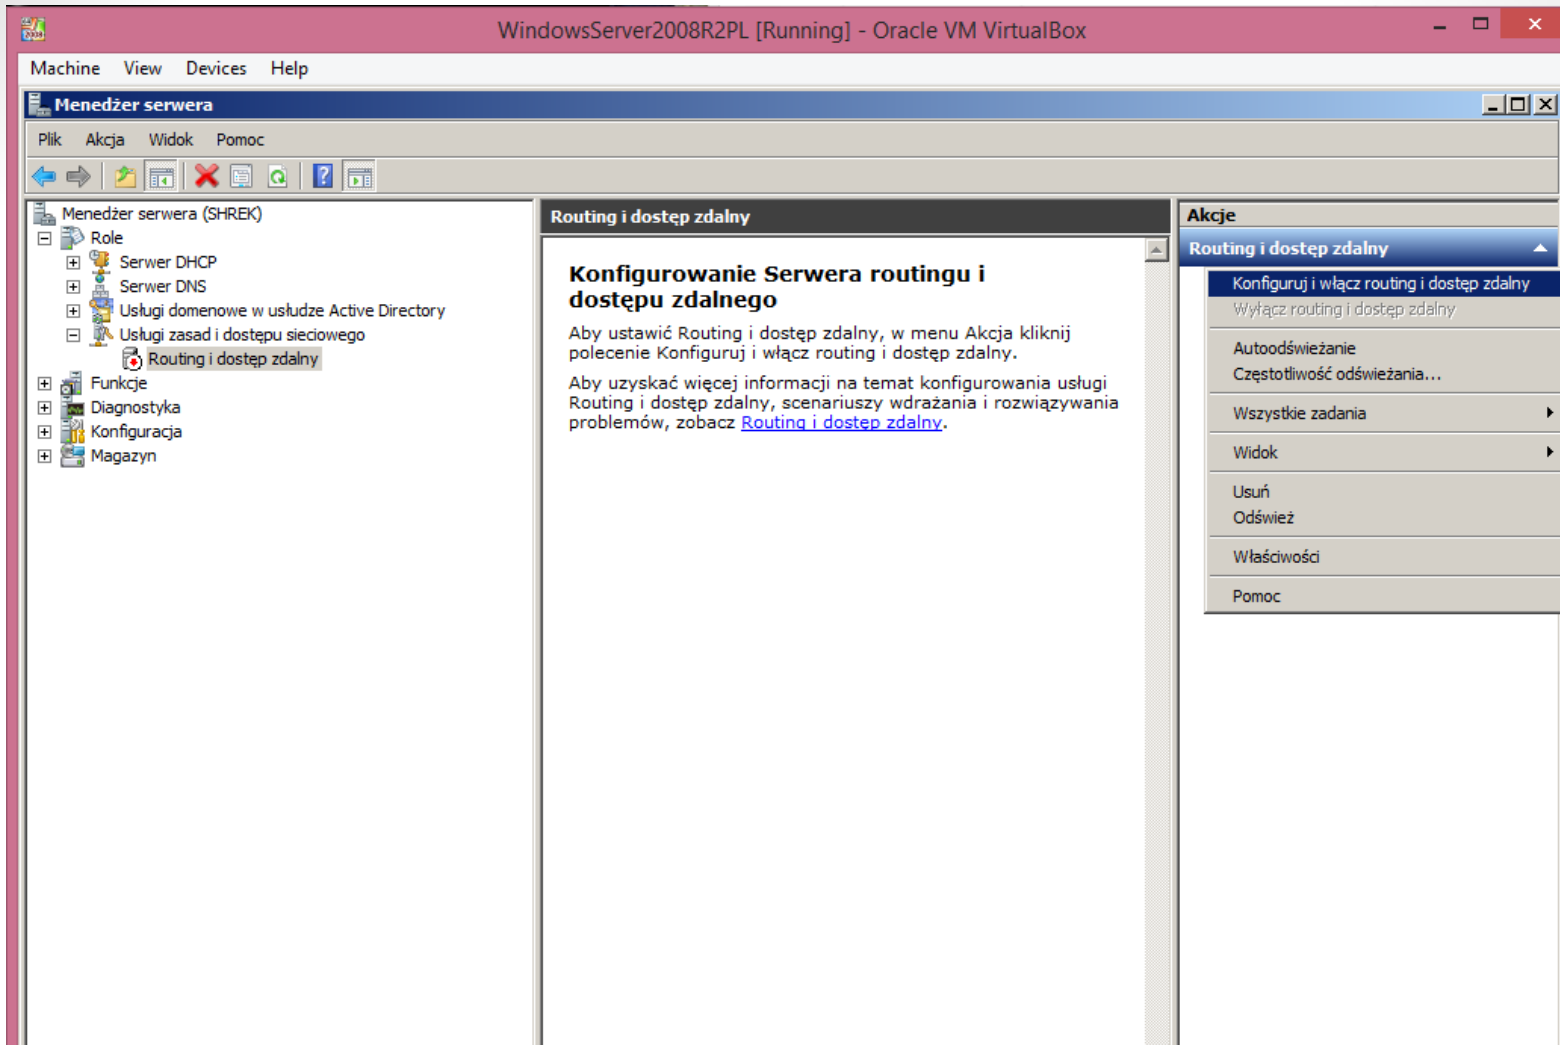 WindowsServer2008R2PL [Running] - Oracle VM VirtualBox
Machine View Devices Help
Menedżer serwera
Plik Akcja Widok Pomoc
Menedżer serwera (SHREK)
Role
Serwer DHCP
Serwer DNS
Usługi domenowe w usłudze Active Directory
Usługi zasad i dostępu sieciowego
Routing i dostęp zdalny
Funkcje
Diagnostyka
Konfiguracja
Magazyn
Routing i dostęp zdalny
Konfigurowanie Serwera routingu i
dostępu zdalnego
Aby ustawić Routing i dostęp zdalny, w menu Akcja kliknij
polecenie Konfiguruj i włącz routing i dostęp zdalny.
Aby uzyskać więcej informacji na temat konfigurowania usługi
Routing i dostęp zdalny, scenariuszy wdrażania i rozwiązywania
problemów, zobacz Routing i dostęp zdalny.
Akcje
Routing i dostęp zdalny
Konfiguruj i włącz routing i dostęp zdalny
Wyłącz routing i dostęp zdalny
Autoodświeżanie
Częstotliwość odświeżania...
Wszystkie zadania
Widok
Usuń
Odśwież
Właściwości
Pomoc